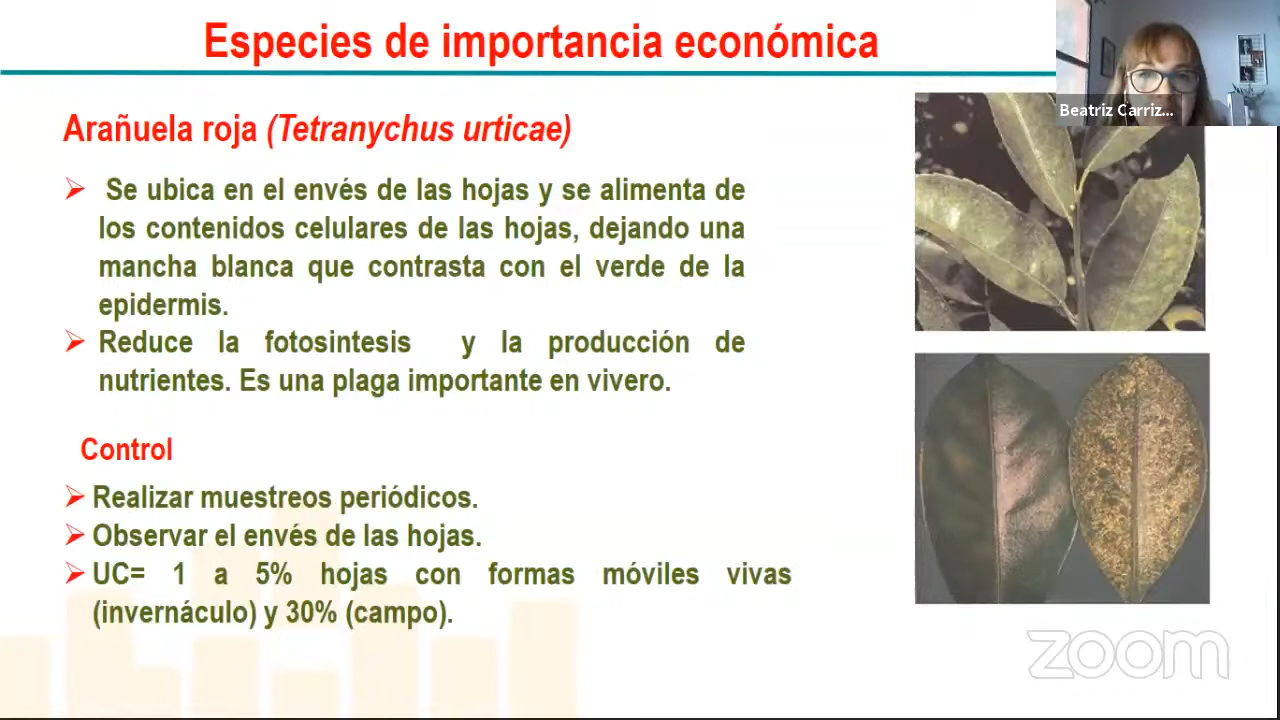 Especies de importancia económica
Beatriz Carriz...
Arañuela roja (Tetranychus urticae)
Se ubica en el envés de las hojas y se alimenta de
los contenidos celulares de las hojas, dejando una
mancha blanca que contrasta con el verde de la
epidermis.
Reduce la fotosintesis y la producción de
nutrientes. Es una plaga importante en vivero.
Control
Realizar muestreos periódicos.
Observar el envés de las hojas.
UC= 1 a 5% hojas con formas móviles vivas
(invernáculo) y 30% (campo).
zoom